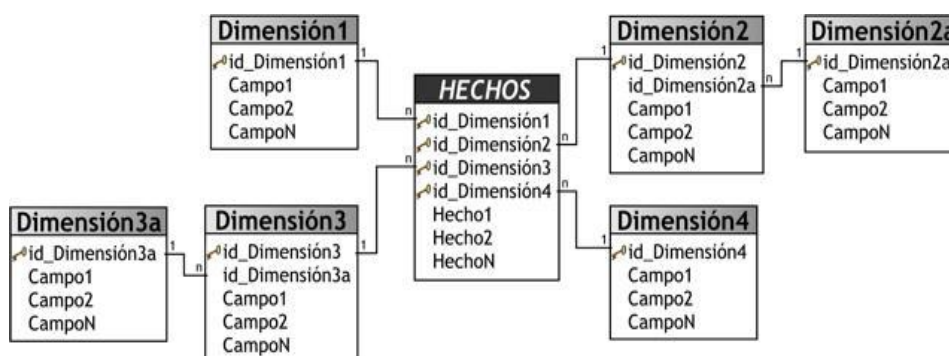 Dimensión1
id_Dimensión1
Campo1
Campo2
CampoN
1
n
HECHOS
id_Dimensión1
id_Dimensión2
id_Dimensión3
id_Dimensión4
Hecho1
Hecho2
HechoN
n
n
n
Dimensión2
id_Dimensión2
id_Dimensión2a
Campo1
Campo2
CampoN
1
n
Dimensión2a
id_Dimensión2a
Campo1
Campo2
CampoN
1
Dimensión3a
id_Dimensión3a
Campo1
Campo2
CampoN
1
n
Dimensión3
id_Dimensión3
id_Dimensión3a
Campo1
Campo2
CampoN
1
Dimensión4
id_Dimensión4
Campo1
Campo2
CampoN
1